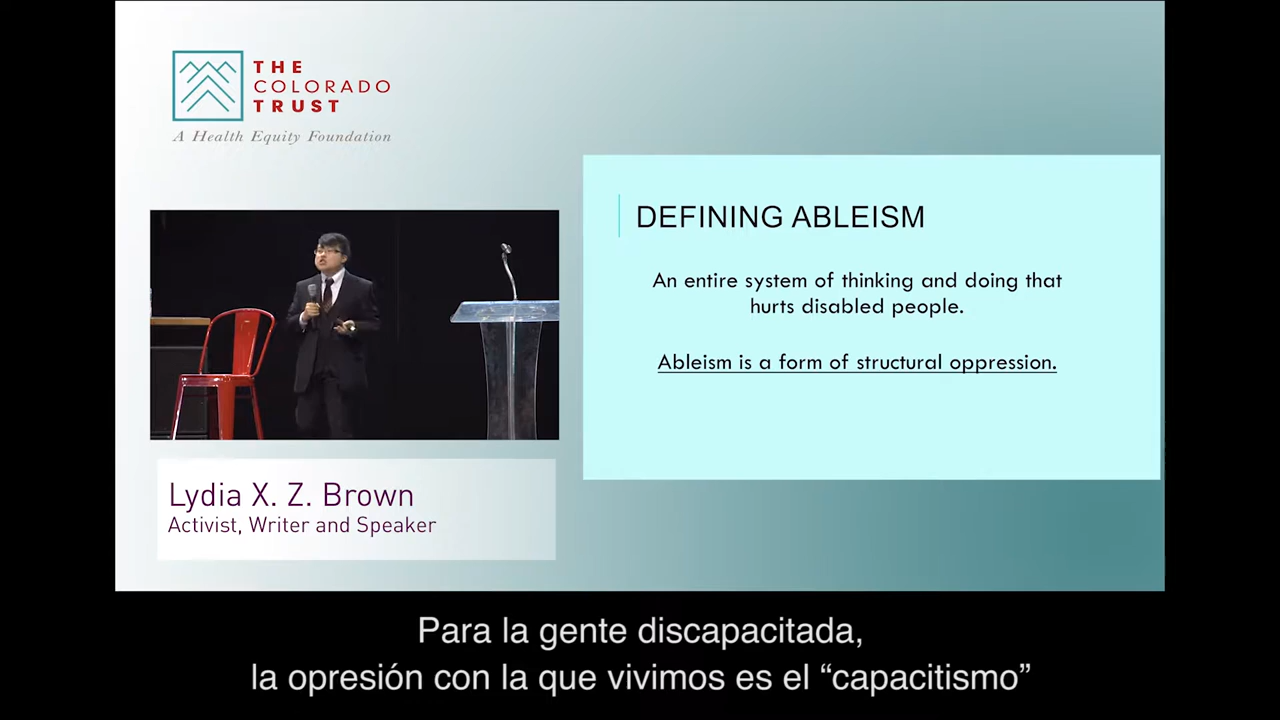 THE
COLORADO
TRUST
A Health Equity Foundation
DEFINING ABLEISM
An entire system of thinking and doing that
hurts disabled people.
Ableism is a form of structural oppression.
Lydia X. Z. Brown
Activist, Writer and Speaker
Para la gente discapacitada,
la opresión con la que vivimos es el “capacitismo”